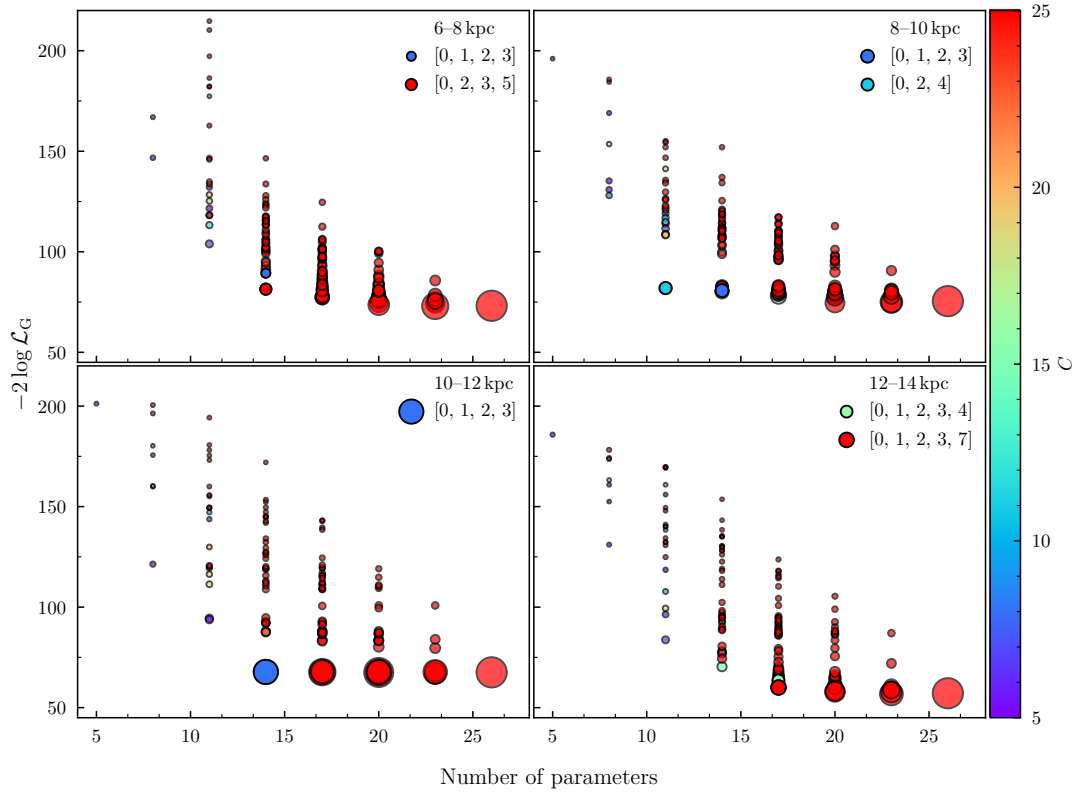 6–8 kpc
[0, 1, 2, 3]
[0, 2, 3, 5]
200
150
100
50
8–10 kpc
[0, 1, 2, 3]
[0, 2, 4]
10–12 kpc
[0, 1, 2, 3]
200
150
100
50
12–14 kpc
[0, 1, 2, 3, 4]
[0, 1, 2, 3, 7]
−2 log ℒ_G
5 10 15 20 25
5 10 15 20 25
Number of parameters
25
20
15
10
5
C